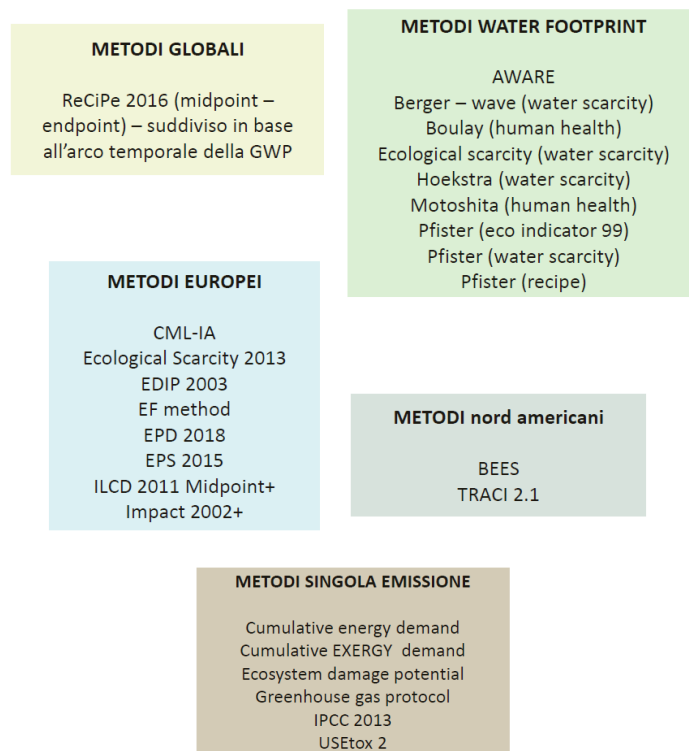 METODI GLOBALI
ReCiPe 2016 (midpoint –
endpoint) – suddiviso in base
all'arco temporale della GWP
METODI WATER FOOTPRINT
AWARE
Berger – wave (water scarcity)
Boulay (human health)
Ecological scarcity (water scarcity)
Hoekstra (water scarcity)
Motoshita (human health)
Pfister (eco indicator 99)
Pfister (water scarcity)
Pfister (recipe)
METODI EUROPEI
CML-IA
Ecological Scarcity 2013
EDIP 2003
EF method
EPD 2018
EPS 2015
ILCD 2011 Midpoint+
Impact 2002+
METODI nord americani
BEES
TRACI 2.1
METODI SINGOLA EMISSIONE
Cumulative energy demand
Cumulative EXERGY demand
Ecosystem damage potential
Greenhouse gas protocol
IPCC 2013
USEtox 2